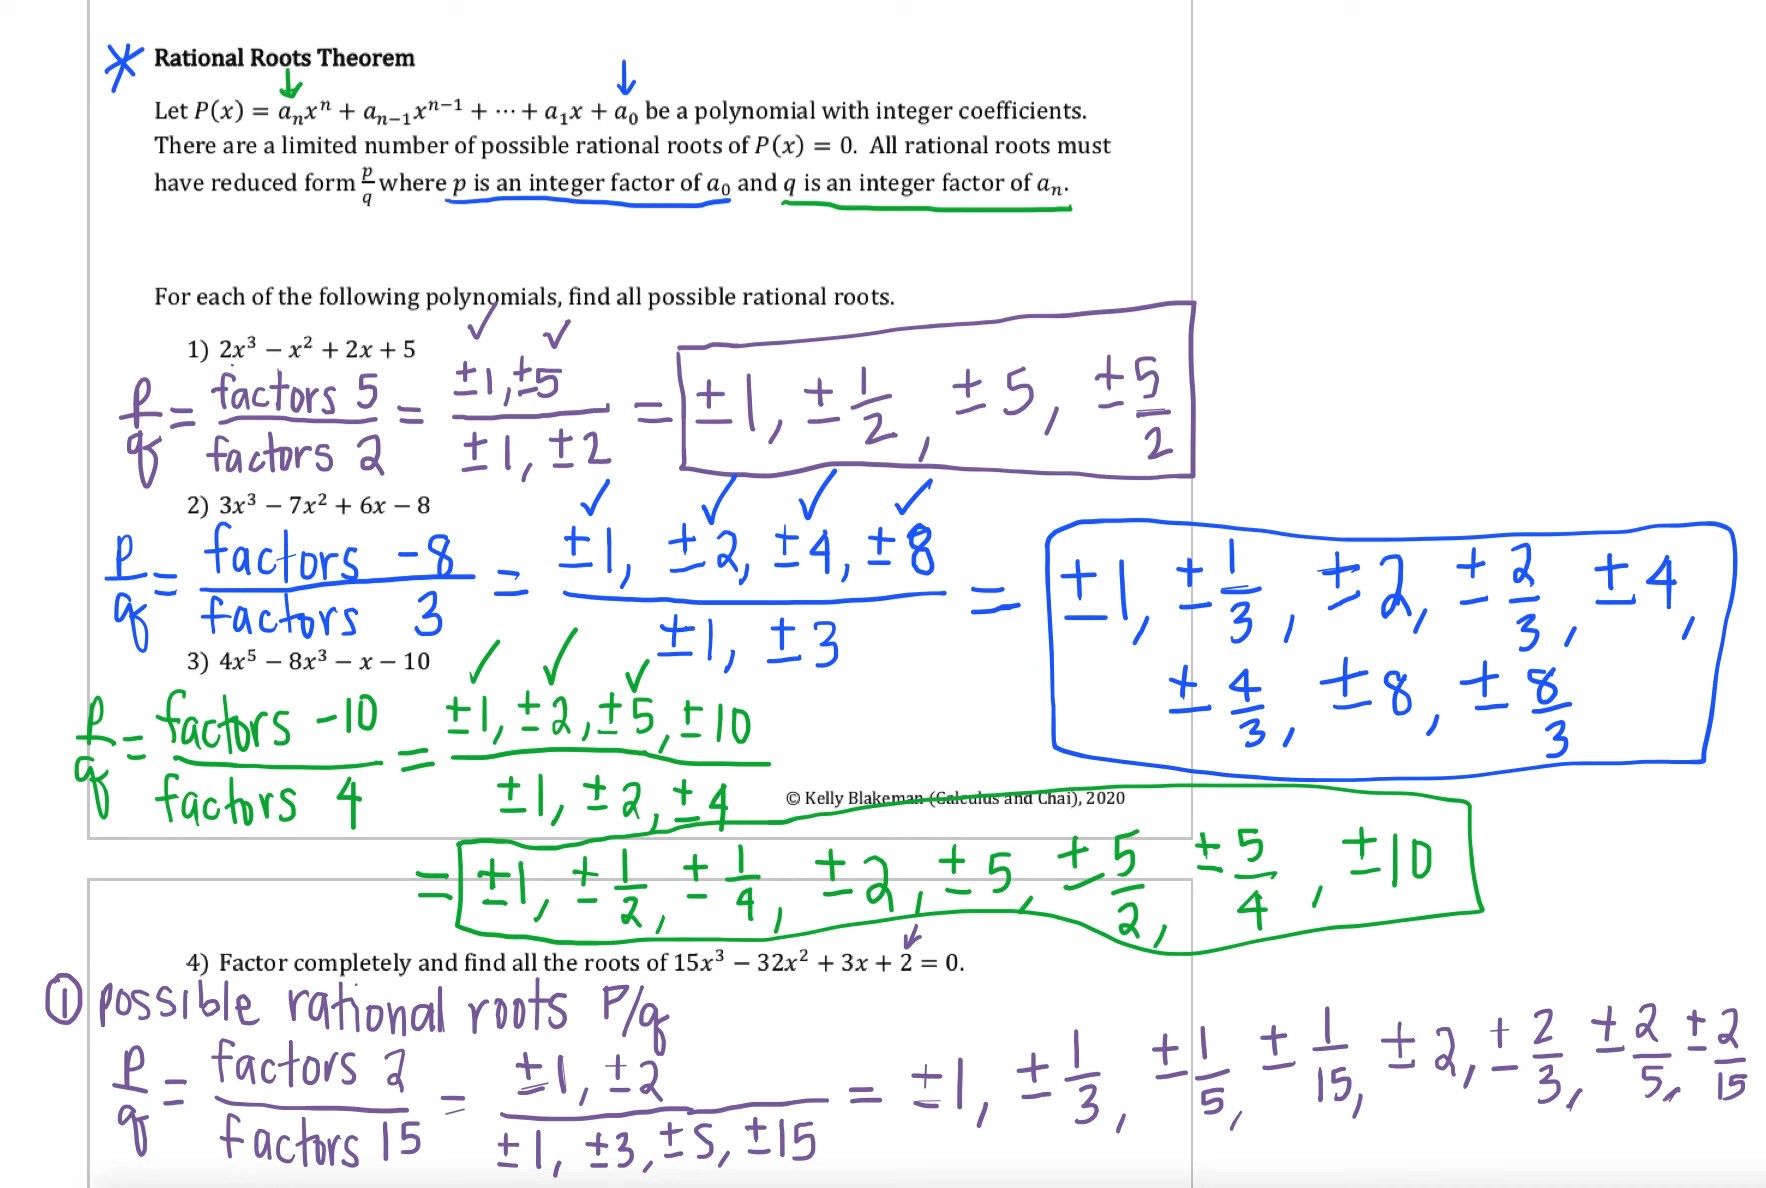 * Rational Roots Theorem
Let P(x) = aₙxⁿ + aₙ₋₁xⁿ⁻¹ + ⋯ + a₁x + a₀ be a polynomial with integer coefficients.
There are a limited number of possible rational roots of P(x) = 0. All rational roots must
have reduced form p/q where p is an integer factor of a₀ and q is an integer factor of aₙ.
For each of the following polynomials, find all possible rational roots.
1) 2x³ − x² + 2x + 5
p/q = factors 5 / factors 2 = ±1, ±5 / ±1, ±2 = ±1, ±1/2, ±5, ±5/2
2) 3x³ − 7x² + 6x − 8
p/q = factors -8 / factors 3 = ±1, ±2, ±4, ±8 / ±1, ±3 = ±1, ±1/3, ±2, ±2/3, ±4,
±4/3, ±8, ±8/3
3) 4x⁵ − 8x³ − x − 10
p/q = factors -10 / factors 4 = ±1, ±2, ±5, ±10 / ±1, ±2, ±4
© Kelly Blakeman (Calculus and Chai), 2020
= ±1, ±1/2, ±1/4, ±2, ±5, ±5/2, ±5/4, ±10
4) Factor completely and find all the roots of 15x³ − 32x² + 3x + 2 = 0.
① possible rational roots P/q
p/q = factors 2 / factors 15 = ±1, ±2 / ±1, ±3, ±5, ±15 = ±1, ±1/3, ±1/5, ±1/15, ±2, ±2/3, ±2/5, ±2/15